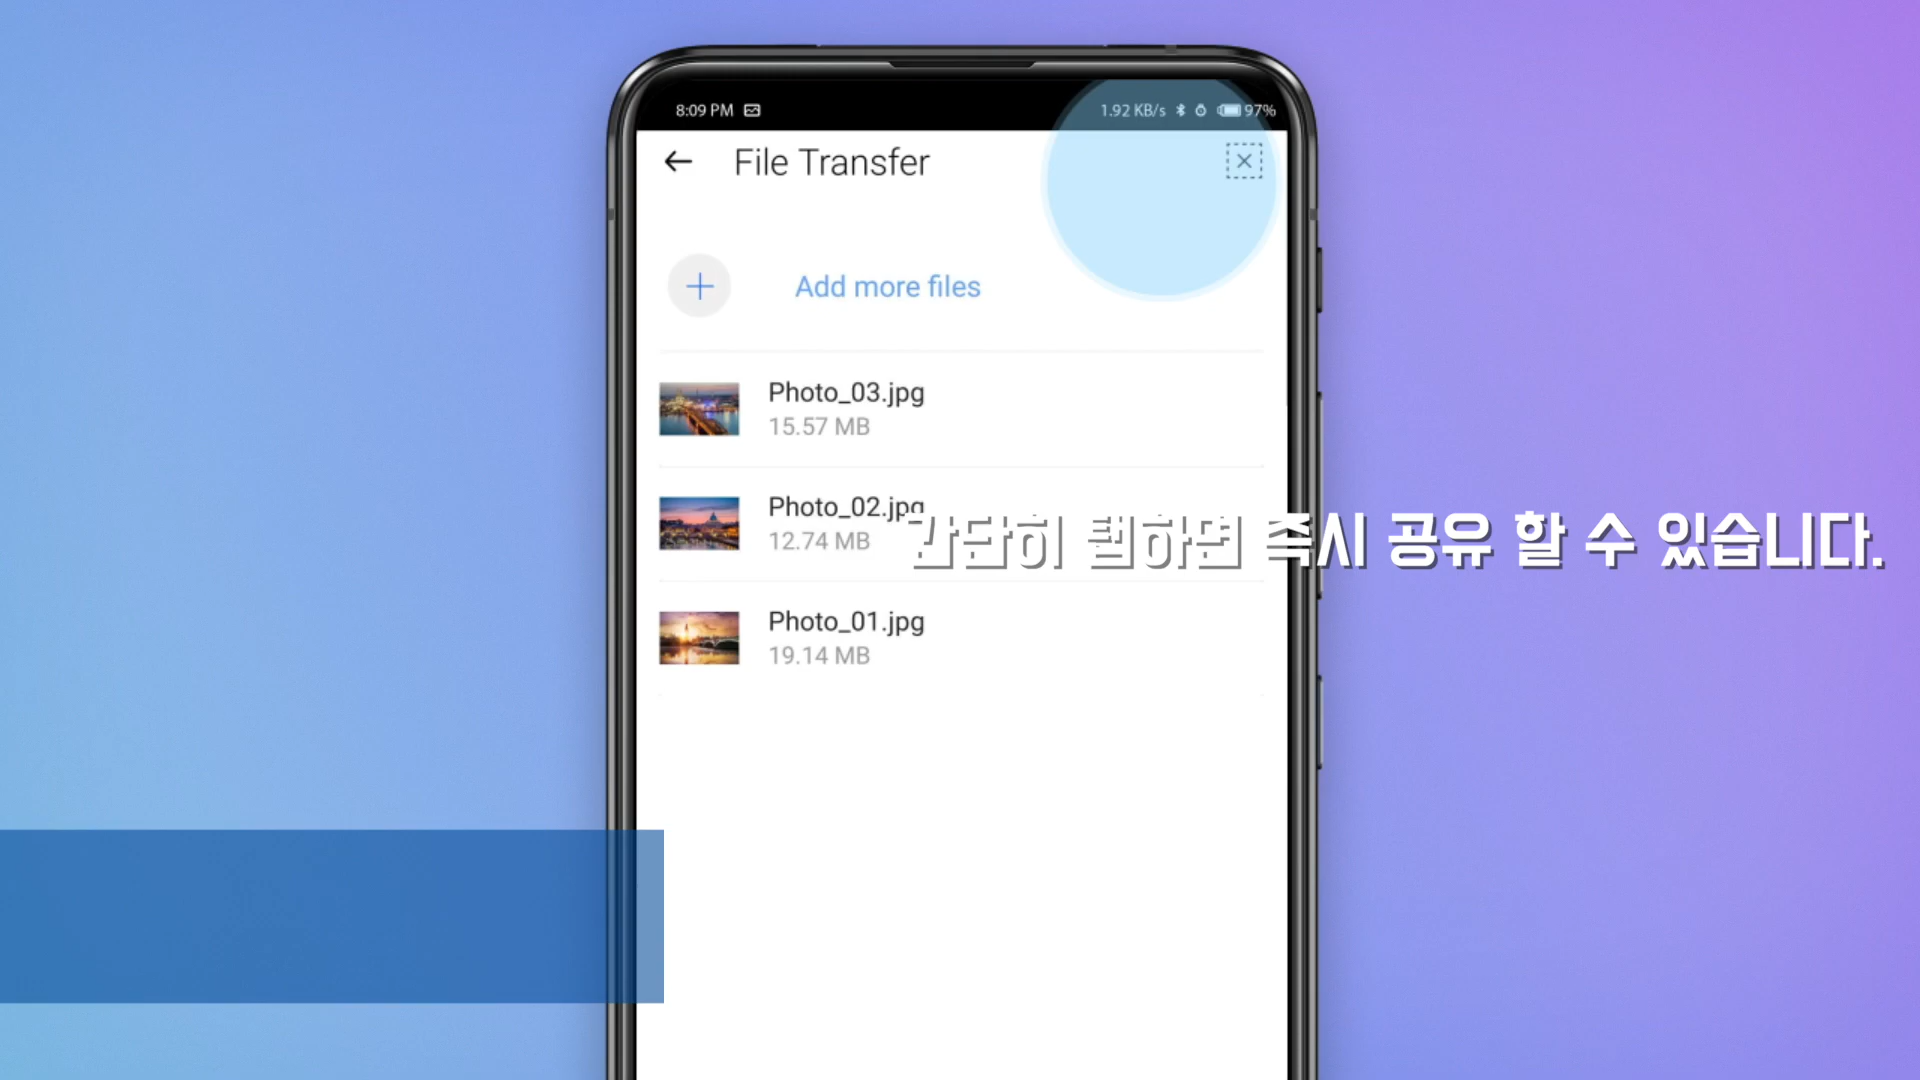 8:09 PM 1.92 KB/s 97%
File Transfer
Add more files
Photo_03.jpg
15.57 MB
Photo_02.jpg
12.74 MB
간단히 탭하면 즉시 공유 할 수 있습니다.
Photo_01.jpg
19.14 MB